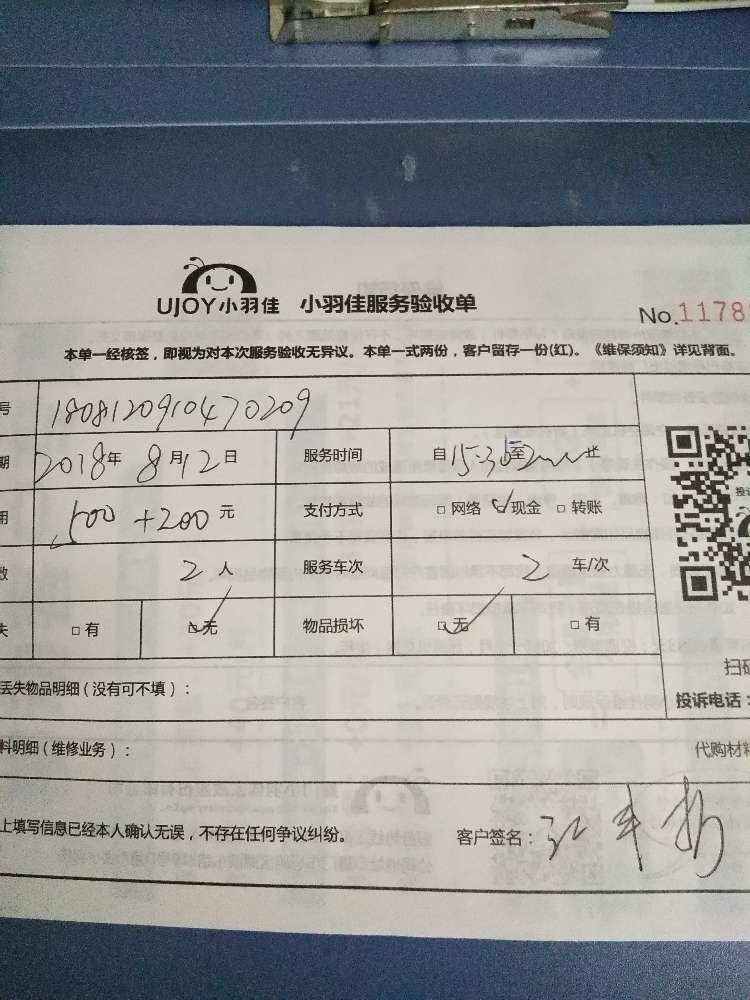 UJOY小羽佳 小羽佳服务验收单
No.1178
本单一经核签，即视为对本次服务验收无异议。本单一式两份，客户留存一份(红)。《维保须知》详见背面。
号 1808120910470209
期 2018年8月12日 服务时间 自15:30至 止
用 500+200元 支付方式 □网络 ☑现金 □转账
数 2人 服务车次 2车/次
失 □有 ☑无 物品损坏 ☑无 □有
扫码
丢失物品明细（没有可不填）：
投诉电话：
料明细（维修业务）： 代购材料
上填写信息已经本人确认无误，不存在任何争议纠纷。 客户签名：